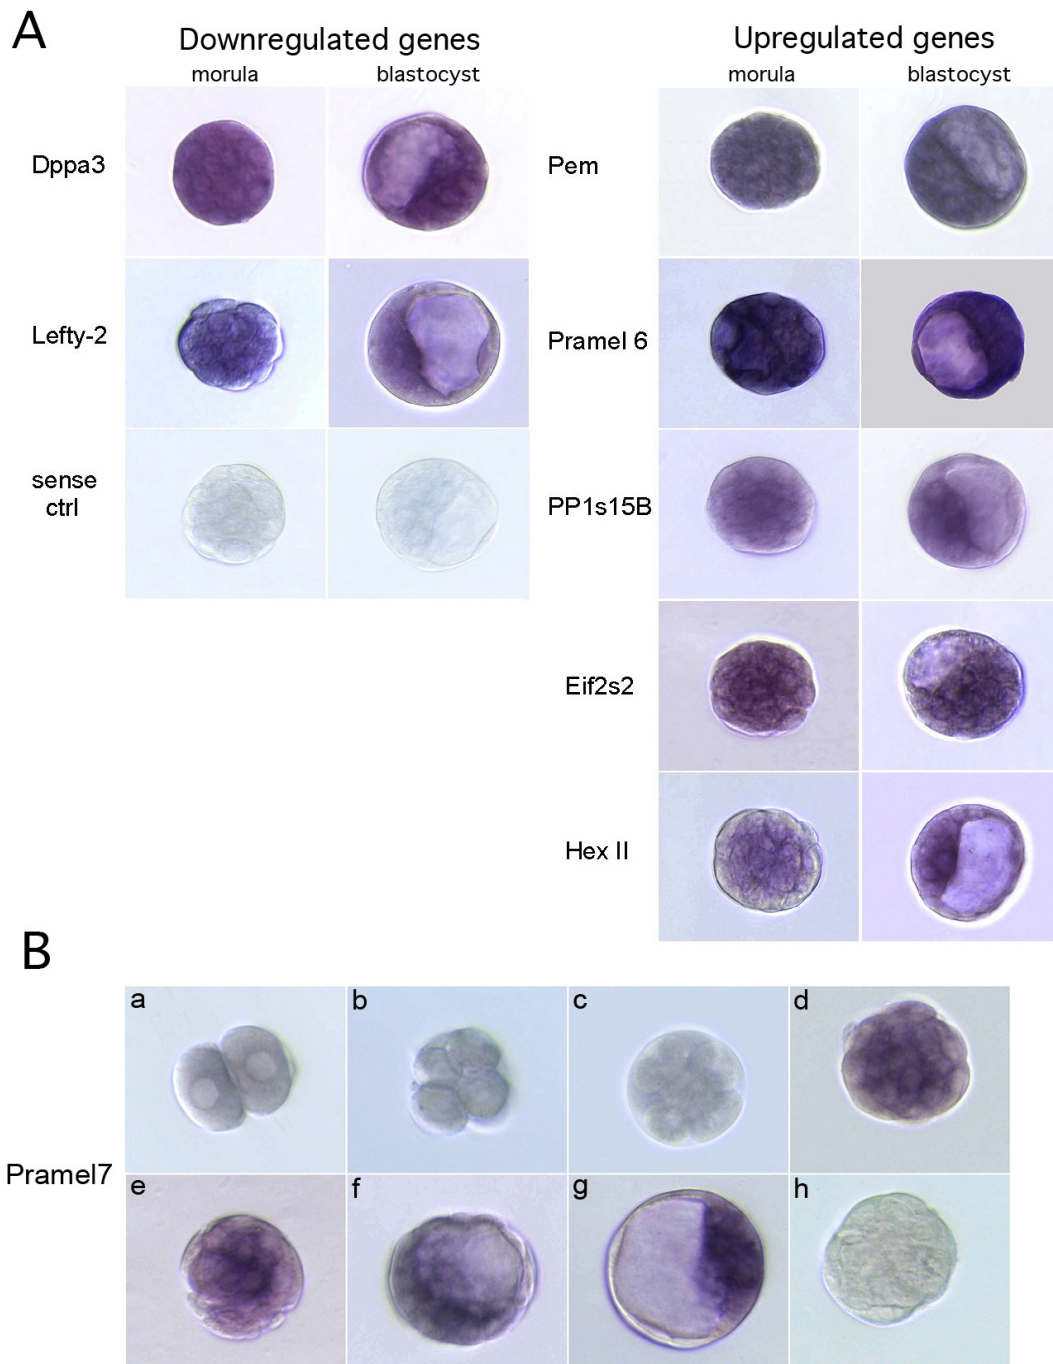 A
Downregulated genes
morula
blastocyst
Dppa3
Lefty-2
sense
ctrl
Upregulated genes
morula
blastocyst
Pem
Pramel 6
PP1s15B
Eif2s2
Hex II
B
Pramel7
a
b
c
d
e
f
g
h